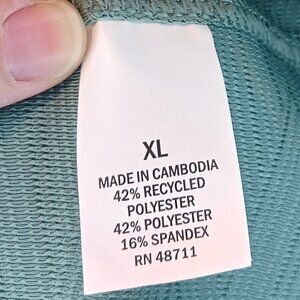 XL
MADE IN CAMBODIA
42% RECYCLED
POLYESTER
42% POLYESTER
16% SPANDEX
RN 48711